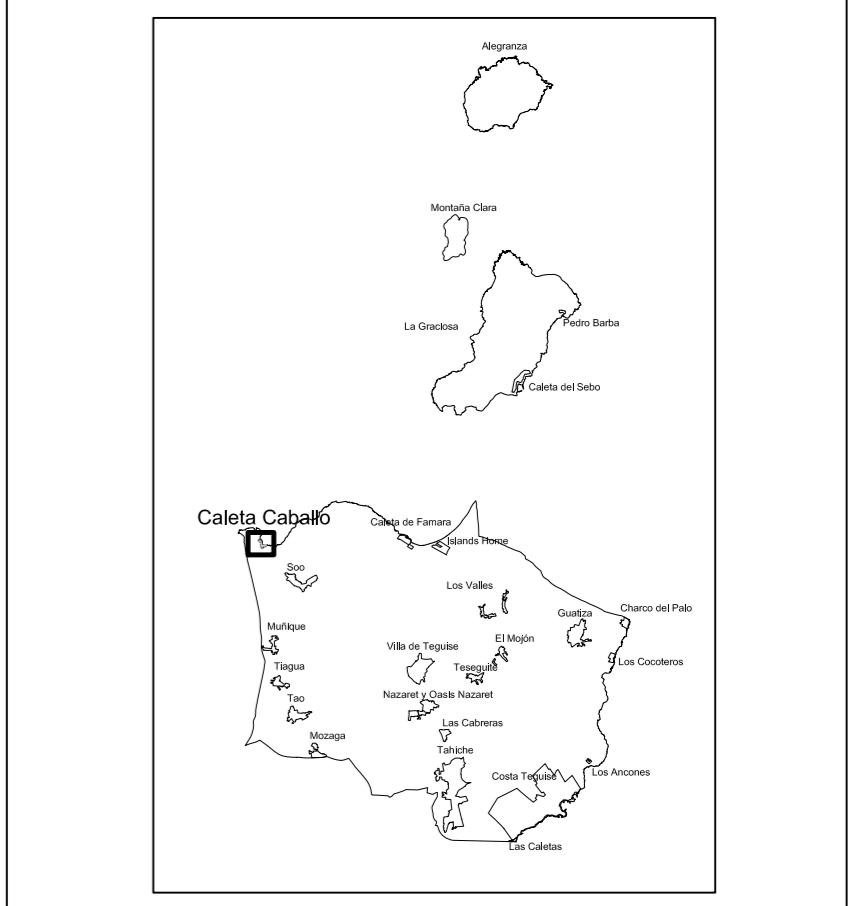 Alegranza
Montaña Clara
La Graciosa
Pedro Barba
Caleta del Sebo
Caleta Caballo
Caleta de Famara
Islands Home
Soo
Los Valles
Guatiza
Charco del Palo
Muñique
El Mojón
Villa de Teguise
Los Cocoteros
Tiagua
Teseguite
Tao
Nazaret y Oasis Nazaret
Las Cabreras
Mozaga
Tahiche
Costa Teguise
Los Ancones
Las Caletas